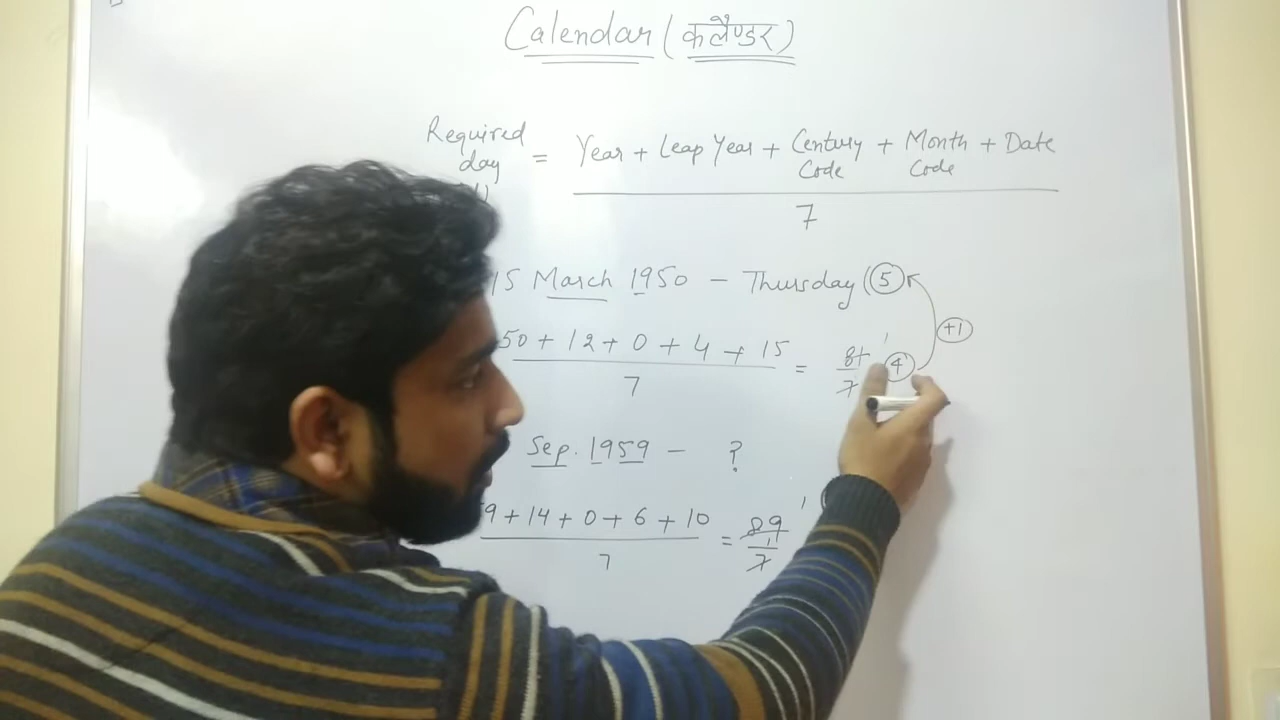 Calendar (कलैण्डर)
Required day = Year + Leap Year + Century Code + Month Code + Date
7
15 March 1950 - Thursday (5)
+1
50 + 12 + 0 + 4 + 15 = 81 4
7 7
Sep. 1959 - ?
9 + 14 + 0 + 6 + 10 = 89
7 7